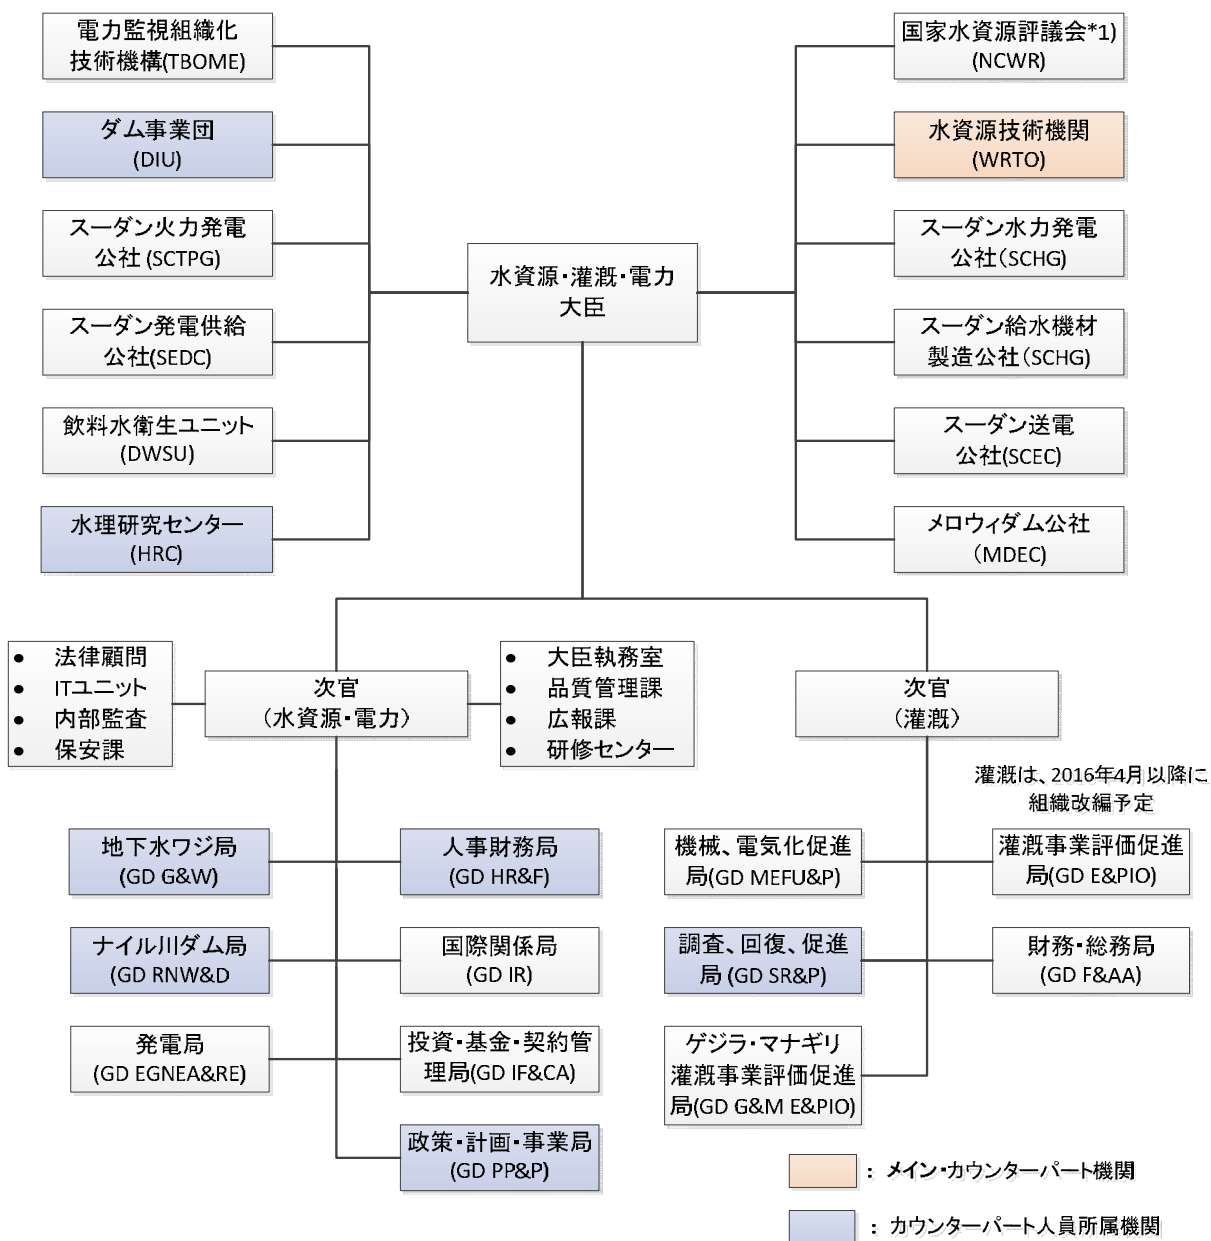 電力監視組織化
技術機構(TBOME)
ダム事業団
(DIU)
スーダン火力発電
公社(SCTPG)
スーダン発電供給
公社(SEDC)
飲料水衛生ユニット
(DWSU)
水理研究センター
(HRC)
水資源・灌漑・電力
大臣
国家水資源評議会*1)
(NCWR)
水資源技術機関
(WRTO)
スーダン水力発電
公社(SCHG)
スーダン給水機材
製造公社(SCHG)
スーダン送電
公社(SCEC)
メロウィダム公社
(MDEC)
● 法律顧問
● ITユニット
● 内部監査
● 保安課
次官
(水資源・電力)
● 大臣執務室
● 品質管理課
● 広報課
● 研修センター
次官
(灌漑)
灌漑は、2016年4月以降に
組織改編予定
地下水ワジ局
(GD G&W)
人事財務局
(GD HR&F)
ナイル川ダム局
(GD RNW&D
国際関係局
(GD IR)
発電局
(GD EGNEA&RE)
投資・基金・契約管
理局(GD IF&CA)
政策・計画・事業局
(GD PP&P)
機械、電気化促進
局(GD MEFU&P)
灌漑事業評価促進
局(GD E&PIO)
調査、回復、促進
局 (GD SR&P)
財務・総務局
(GD F&AA)
ゲジラ・マナギリ
灌漑事業評価促進
局(GD G&M E&PIO)
: メイン・カウンターパート機関
: カウンターパート人員所属機関